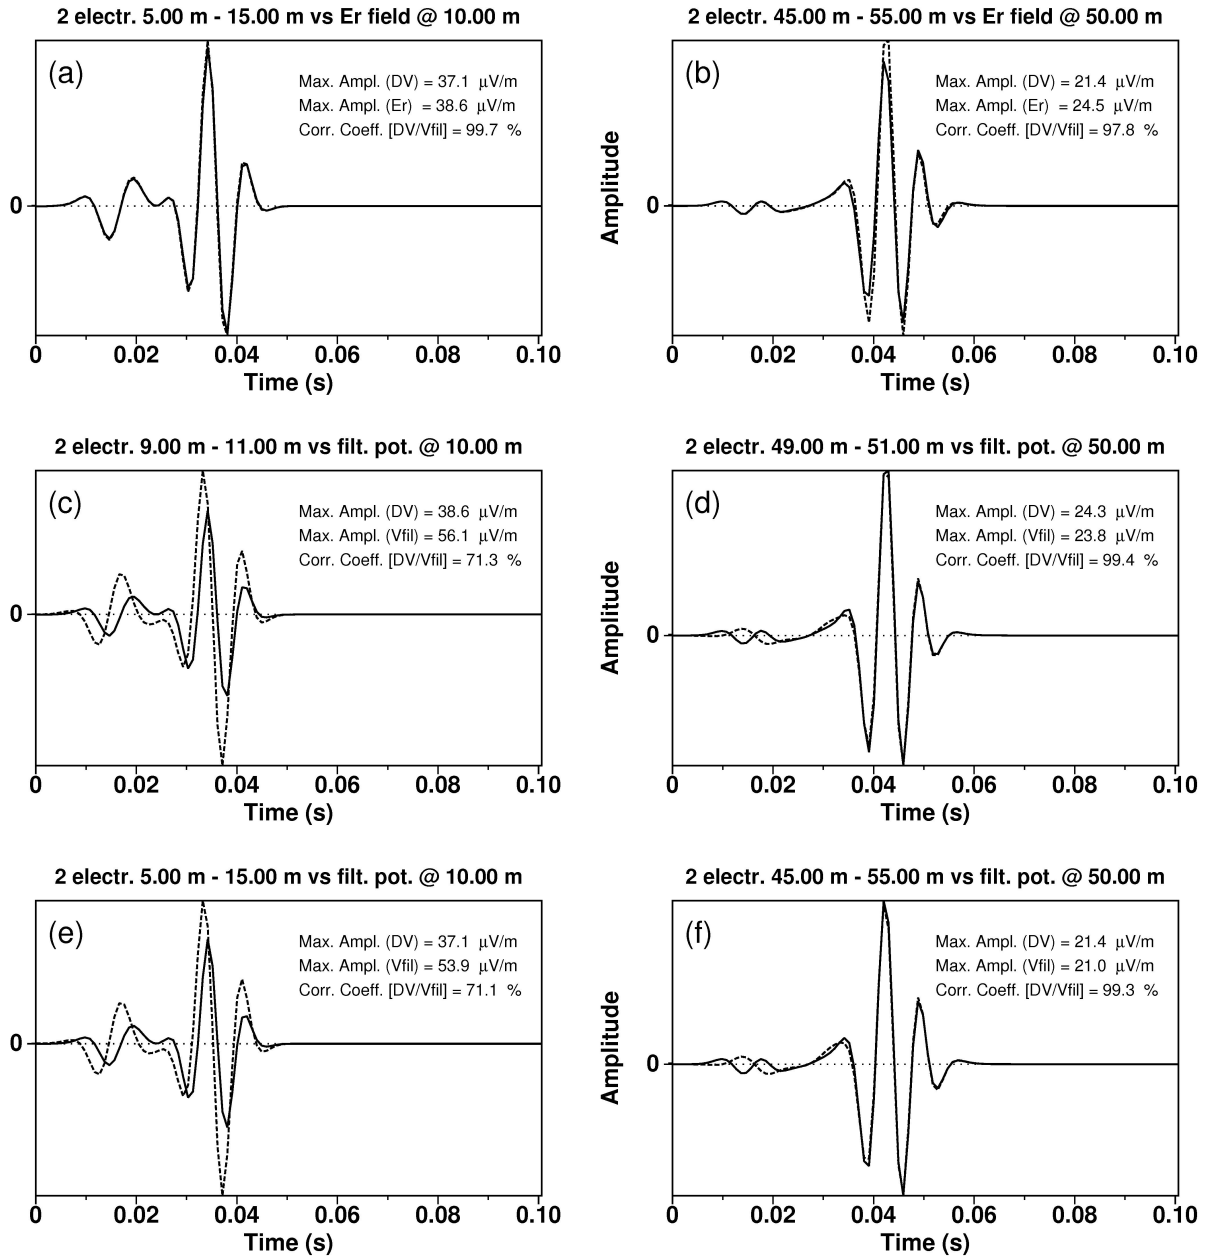 2 electr. 5.00 m - 15.00 m vs Er field @ 10.00 m
(a)
Max. Ampl. (DV) = 37.1 µV/m
Max. Ampl. (Er) = 38.6 µV/m
Corr. Coeff. [DV/Vfil] = 99.7 %
0
0 0.02 0.04 0.06 0.08 0.10
Time (s)
2 electr. 45.00 m - 55.00 m vs Er field @ 50.00 m
(b)
Max. Ampl. (DV) = 21.4 µV/m
Max. Ampl. (Er) = 24.5 µV/m
Corr. Coeff. [DV/Vfil] = 97.8 %
Amplitude
0
0 0.02 0.04 0.06 0.08 0.10
Time (s)
2 electr. 9.00 m - 11.00 m vs filt. pot. @ 10.00 m
(c)
Max. Ampl. (DV) = 38.6 µV/m
Max. Ampl. (Vfil) = 56.1 µV/m
Corr. Coeff. [DV/Vfil] = 71.3 %
0
0 0.02 0.04 0.06 0.08 0.10
Time (s)
2 electr. 49.00 m - 51.00 m vs filt. pot. @ 50.00 m
(d)
Max. Ampl. (DV) = 24.3 µV/m
Max. Ampl. (Vfil) = 23.8 µV/m
Corr. Coeff. [DV/Vfil] = 99.4 %
Amplitude
0
0 0.02 0.04 0.06 0.08 0.10
Time (s)
2 electr. 5.00 m - 15.00 m vs filt. pot. @ 10.00 m
(e)
Max. Ampl. (DV) = 37.1 µV/m
Max. Ampl. (Vfil) = 53.9 µV/m
Corr. Coeff. [DV/Vfil] = 71.1 %
0
0 0.02 0.04 0.06 0.08 0.10
Time (s)
2 electr. 45.00 m - 55.00 m vs filt. pot. @ 50.00 m
(f)
Max. Ampl. (DV) = 21.4 µV/m
Max. Ampl. (Vfil) = 21.0 µV/m
Corr. Coeff. [DV/Vfil] = 99.3 %
Amplitude
0
0 0.02 0.04 0.06 0.08 0.10
Time (s)